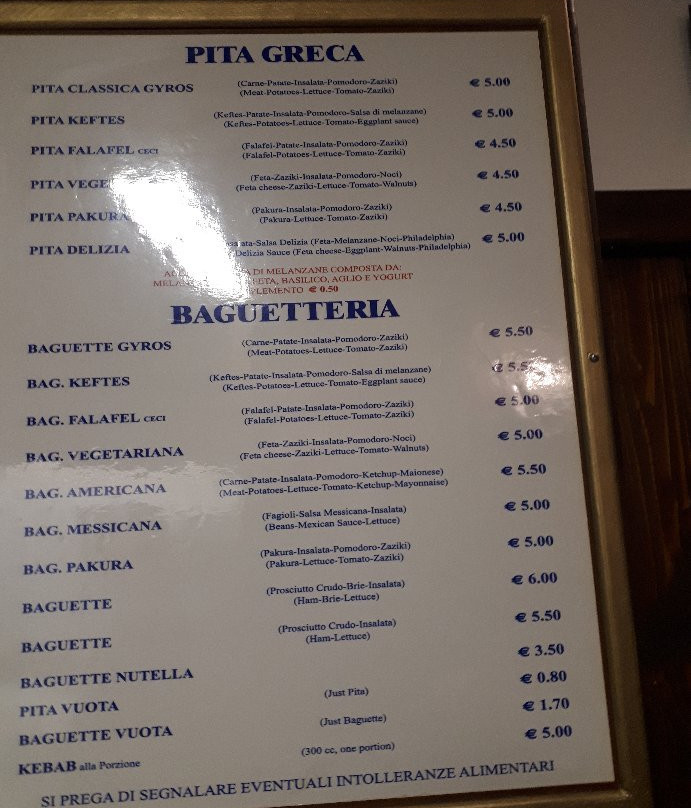 PITA GRECA
PITA CLASSICA GYROS (Carne-Patate-Insalata-Pomodoro-Zaziki) € 5.00
(Meat-Potatoes-Lettuce-Tomato-Zaziki)
PITA KEFTES (Keftes-Patate-Insalata-Pomodoro-Salsa di melanzane) € 5.00
(Keftes-Potatoes-Lettuce-Tomato-Eggplant sauce)
PITA FALAFEL CECI (Falafel-Patate-Insalata-Pomodoro-Zaziki) € 4.50
(Falafel-Potatoes-Lettuce-Tomato-Zaziki)
PITA (Feta-Zaziki-Insalata-Pomodoro-Noci) € 4.50
(Feta cheese-Zaziki-Lettuce-Tomato-Walnuts)
PITA PAKURA (Pakura-Insalata-Pomodoro-Zaziki) € 4.50
(Pakura-Lettuce-Tomato-Zaziki)
PITA DELIZIA Salsa Delizia (Feta-Melanzane-Noci-Philadelphia) € 5.00
Delizia Sauce (Feta cheese-Eggplant-Walnuts-Philadelphia)
DI MELANZANE COMPOSTA DA:
BASILICO, AGLIO E YOGURT
€ 0.50
BAGUETTERIA
BAGUETTE GYROS (Carne-Patate-Insalata-Pomodoro-Zaziki) € 5.50
(Meat-Potatoes-Lettuce-Tomato-Zaziki)
BAG. KEFTES (Keftes-Patate-Insalata-Pomodoro-Salsa di melanzane)
(Keftes-Potatoes-Lettuce-Tomato-Eggplant sauce)
BAG. FALAFEL CECI (Falafel-Patate-Insalata-Pomodoro-Zaziki) € 5.00
(Falafel-Potatoes-Lettuce-Tomato-Zaziki)
BAG. VEGETARIANA (Feta-Zaziki-Insalata-Pomodoro-Noci) € 5.00
(Feta cheese-Zaziki-Lettuce-Tomato-Walnuts)
BAG. AMERICANA (Carne-Patate-Insalata-Pomodoro-Ketchup-Maionese) € 5.50
(Meat-Potatoes-Lettuce-Tomato-Ketchup-Mayonnaise)
BAG. MESSICANA (Fagioli-Salsa Messicana-Insalata) € 5.00
(Beans-Mexican Sauce-Lettuce)
BAG. PAKURA (Pakura-Insalata-Pomodoro-Zaziki) € 5.00
(Pakura-Lettuce-Tomato-Zaziki)
BAGUETTE (Prosciutto Crudo-Brie-Insalata) € 6.00
(Ham-Brie-Lettuce)
BAGUETTE (Prosciutto Crudo-Insalata) € 5.50
(Ham-Lettuce)
BAGUETTE NUTELLA € 3.50
PITA VUOTA (Just Pita) € 0.80
BAGUETTE VUOTA (Just Baguette) € 1.70
KEBAB alla Porzione (300 cc, one portion) € 5.00
SI PREGA DI SEGNALARE EVENTUALI INTOLLERANZE ALIMENTARI